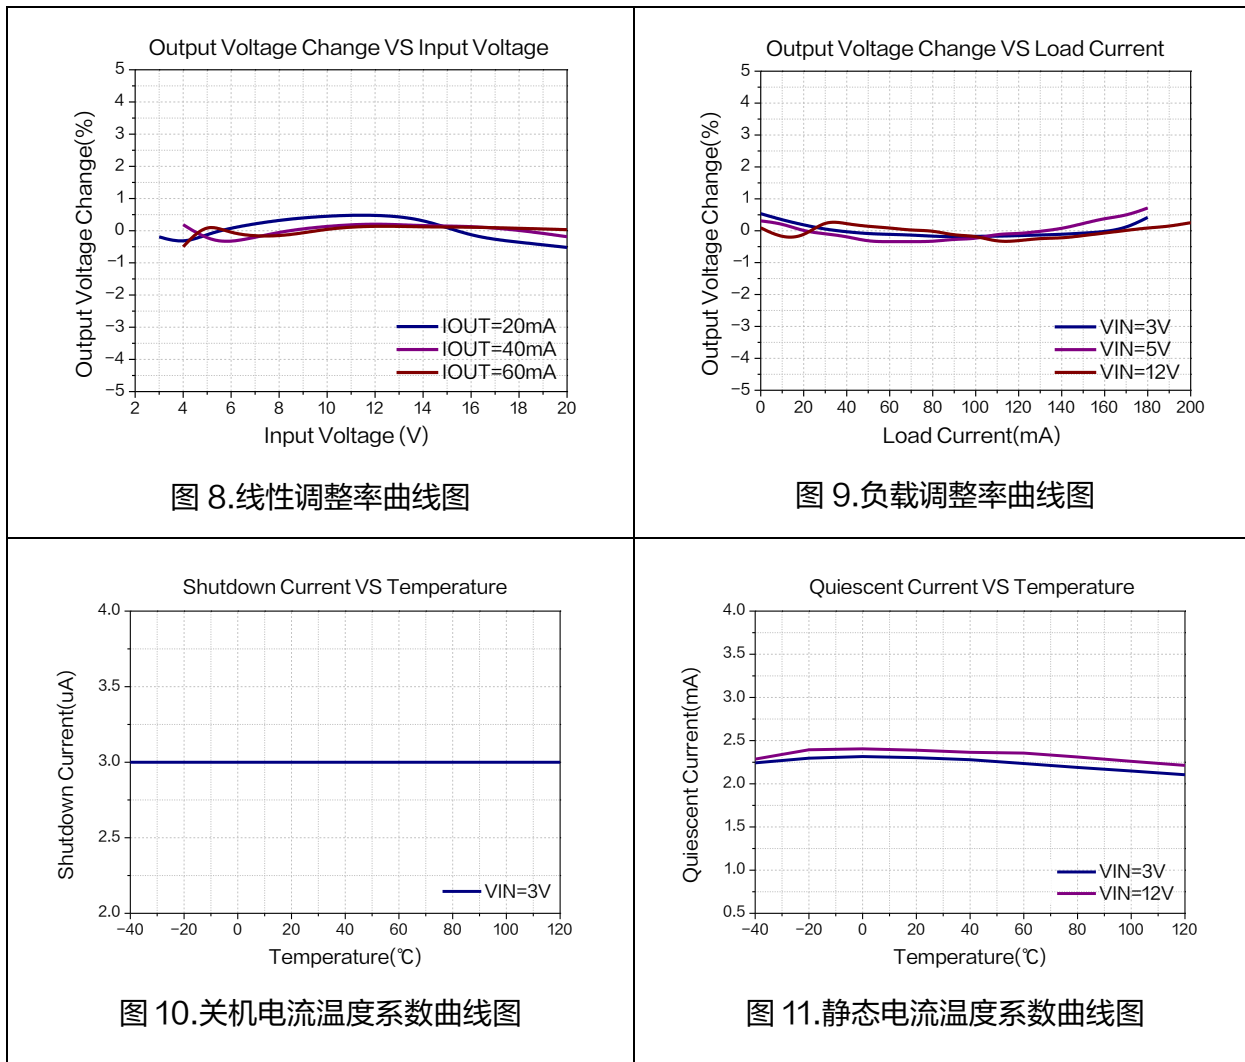 Output Voltage Change VS Input Voltage
Output Voltage Change(%)
5
4
3
2
1
0
−1
−2
−3
−4
−5
IOUT=20mA
IOUT=40mA
IOUT=60mA
2 4 6 8 10 12 14 16 18 20
Input Voltage (V)
图 8.线性调整率曲线图
Output Voltage Change VS Load Current
Output Voltage Change(%)
5
4
3
2
1
0
−1
−2
−3
−4
−5
VIN=3V
VIN=5V
VIN=12V
0 20 40 60 80 100 120 140 160 180 200
Load Current(mA)
图 9.负载调整率曲线图
Shutdown Current VS Temperature
Shutdown Current(uA)
4.0
3.5
3.0
2.5
2.0
VIN=3V
−40 −20 0 20 40 60 80 100 120
Temperature(℃)
图 10.关机电流温度系数曲线图
Quiescent Current VS Temperature
Quiescent Current(mA)
4.0
3.5
3.0
2.5
2.0
1.5
1.0
0.5
VIN=3V
VIN=12V
−40 −20 0 20 40 60 80 100 120
Temperature(℃)
图 11.静态电流温度系数曲线图